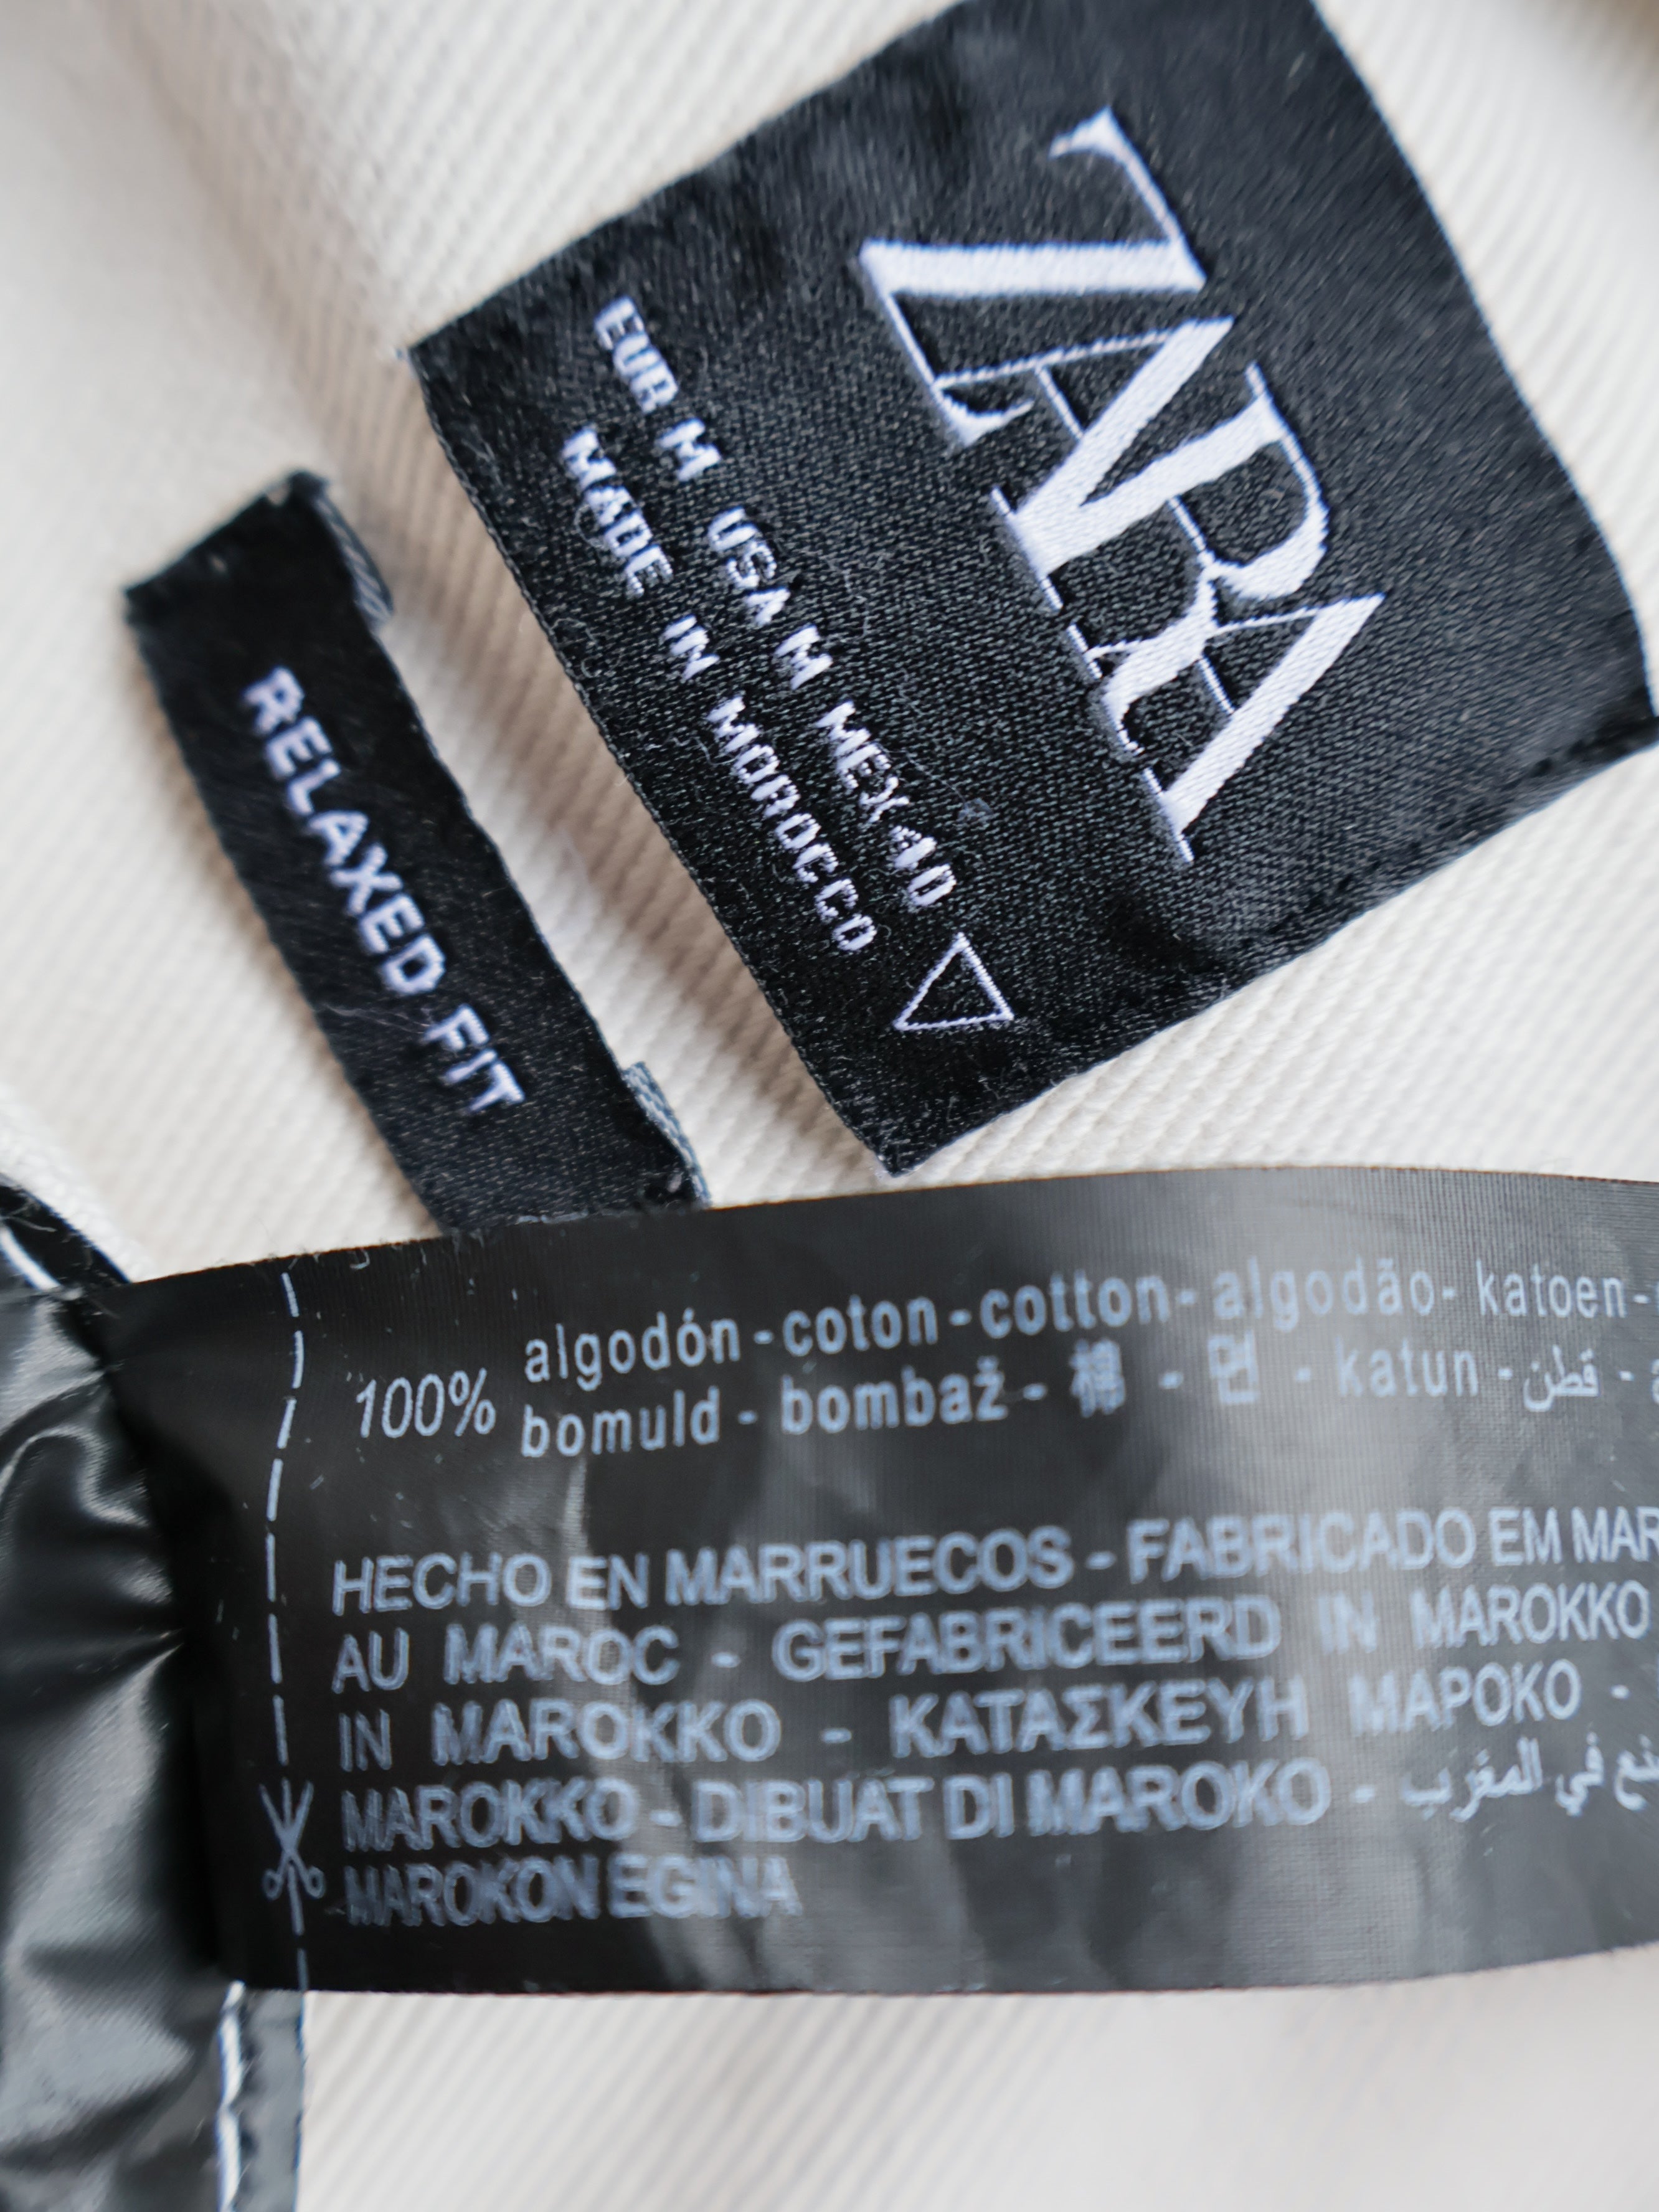 ZARA
EUR M USA M MEX 40
MADE IN MOROCCO
RELAXED FIT
100%
algodón - coton - cotton - algodão - katoen -
bomuld - bombaž - 棉 - 면 - katun - قطن -
HECHO EN MARRUECOS - FABRICADO EM MAR
AU MAROC - GEFABRICEERD IN MAROKKO
IN MAROKKO - ΚΑΤΑΣΚΕΥΗ ΜΑΡΟΚΟ -
MAROKKO - DIBUAT DI MAROKO - صنع في المغرب
MAROKON EGINA